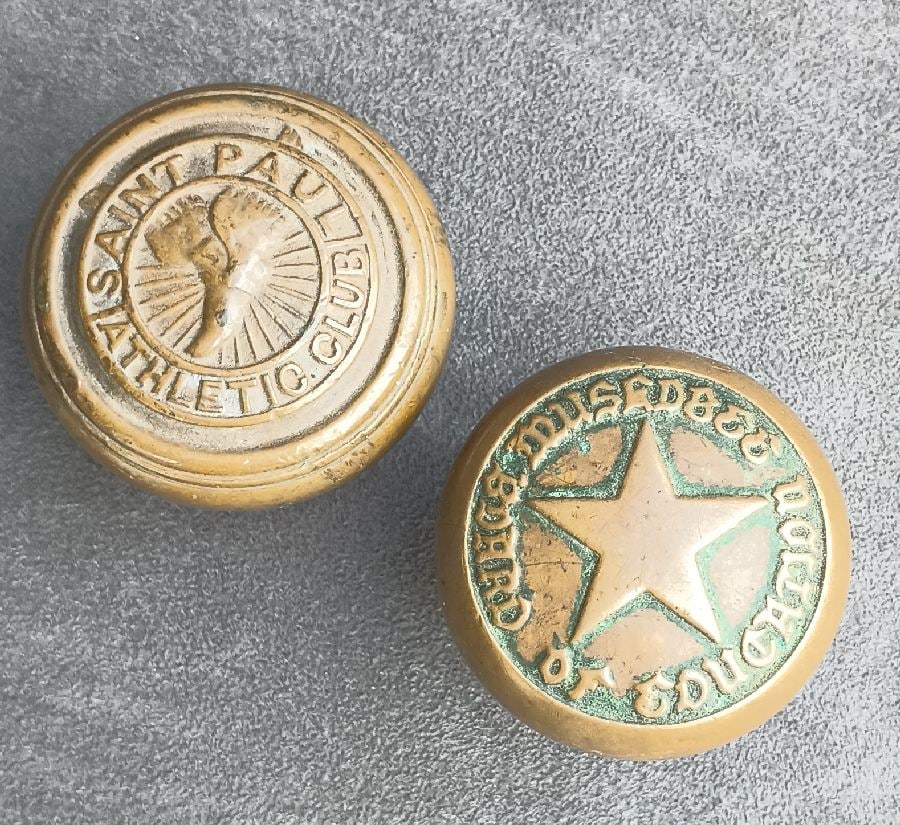 SAINT PAUL
ATHLETIC CLUB
OF EDUCATION